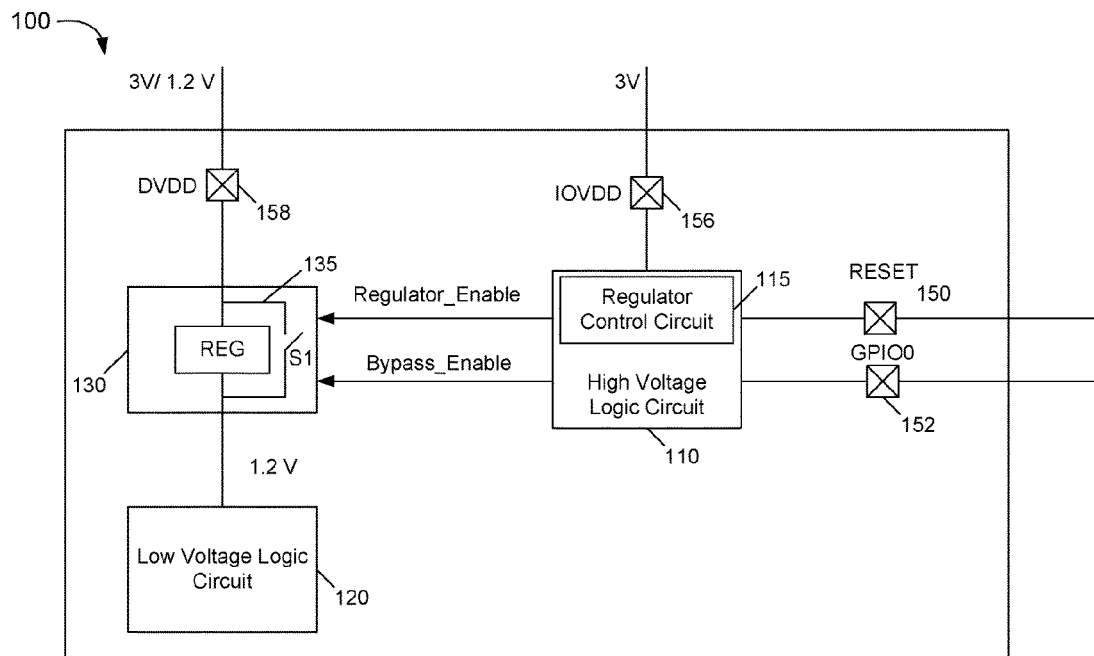 100
3V/ 1.2 V
3V
DVDD
158
IOVDD
156
135
Regulator_Enable
Regulator
Control Circuit
115
RESET
150
REG
S1
GPIO0
130
Bypass_Enable
High Voltage
Logic Circuit
152
110
1.2 V
Low Voltage Logic
Circuit
120